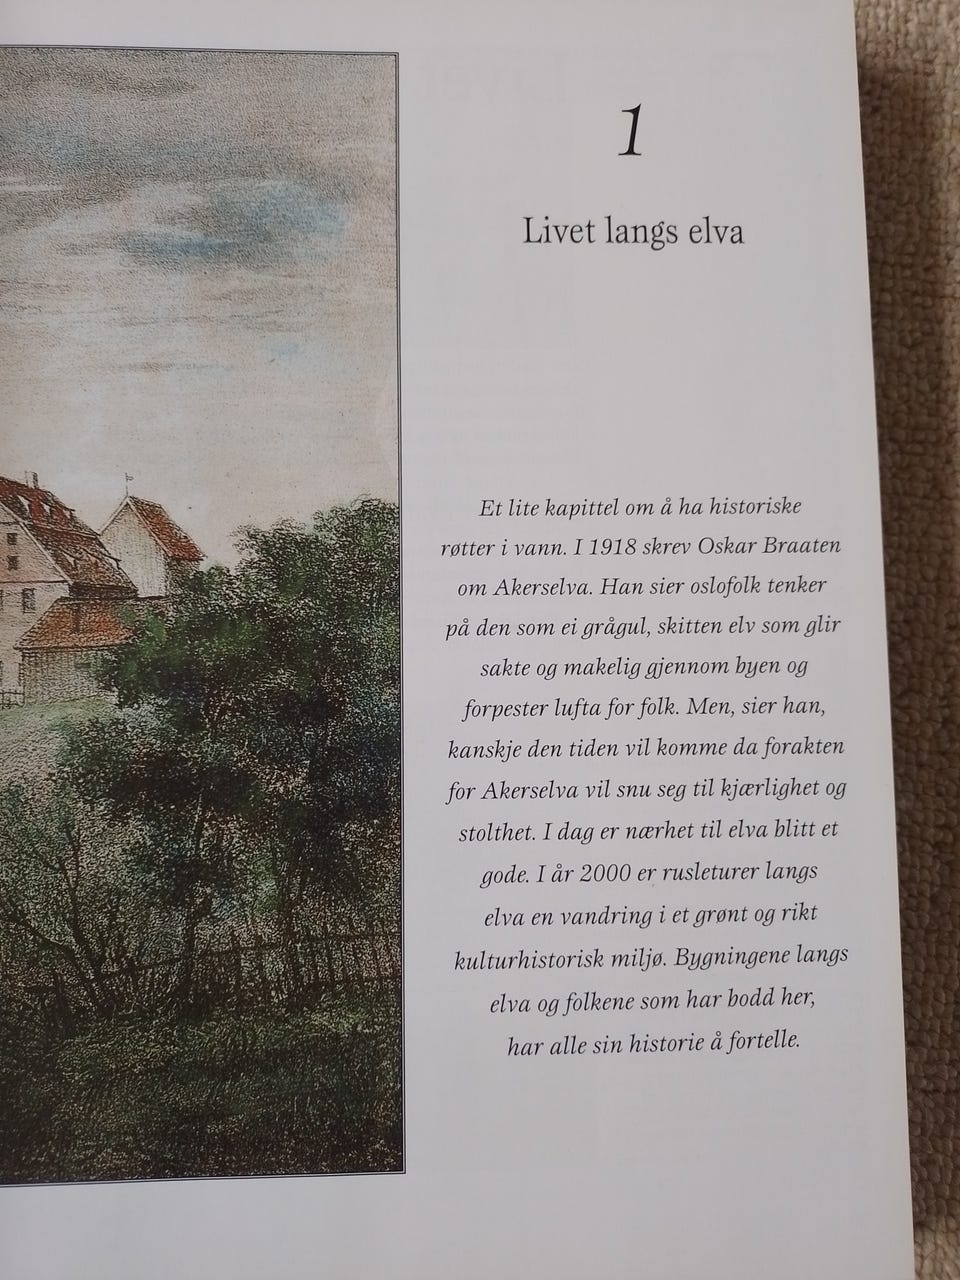 1
Livet langs elva
Et lite kapittel om å ha historiske
røtter i vann. I 1918 skrev Oskar Braaten
om Akerselva. Han sier oslofolk tenker
på den som ei grågul, skitten elv som glir
sakte og makelig gjennom byen og
forpester lufta for folk. Men, sier han,
kanskje den tiden vil komme da forakten
for Akerselva vil snu seg til kjærlighet og
stolthet. I dag er nærhet til elva blitt et
gode. I år 2000 er rusleturer langs
elva en vandring i et grønt og rikt
kulturhistorisk miljø. Bygningene langs
elva og folkene som har bodd her,
har alle sin historie å fortelle.